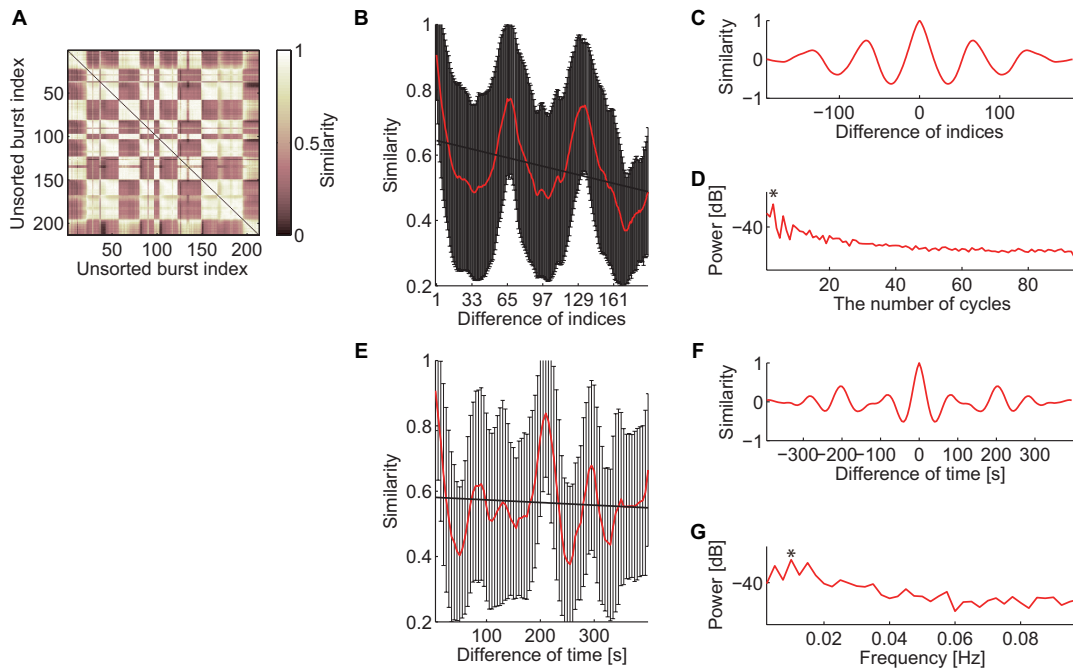 A
Unsorted burst index
50
100
150
200
50 100 150 200
Unsorted burst index
1
0.5
0
Similarity
B
Similarity
1
0.8
0.6
0.4
0.2
1 33 65 97 129 161
Difference of indices
C
Similarity
1
0
−1
−100 0 100
Difference of indices
D
Power [dB]
−40
*
20 40 60 80
The number of cycles
E
Similarity
1
0.8
0.6
0.4
0.2
100 200 300
Difference of time [s]
F
Similarity
1
0
−1
−300 −200 −100 0 100 200 300
Difference of time [s]
G
Power [dB]
−40
*
0.02 0.04 0.06 0.08
Frequency [Hz]